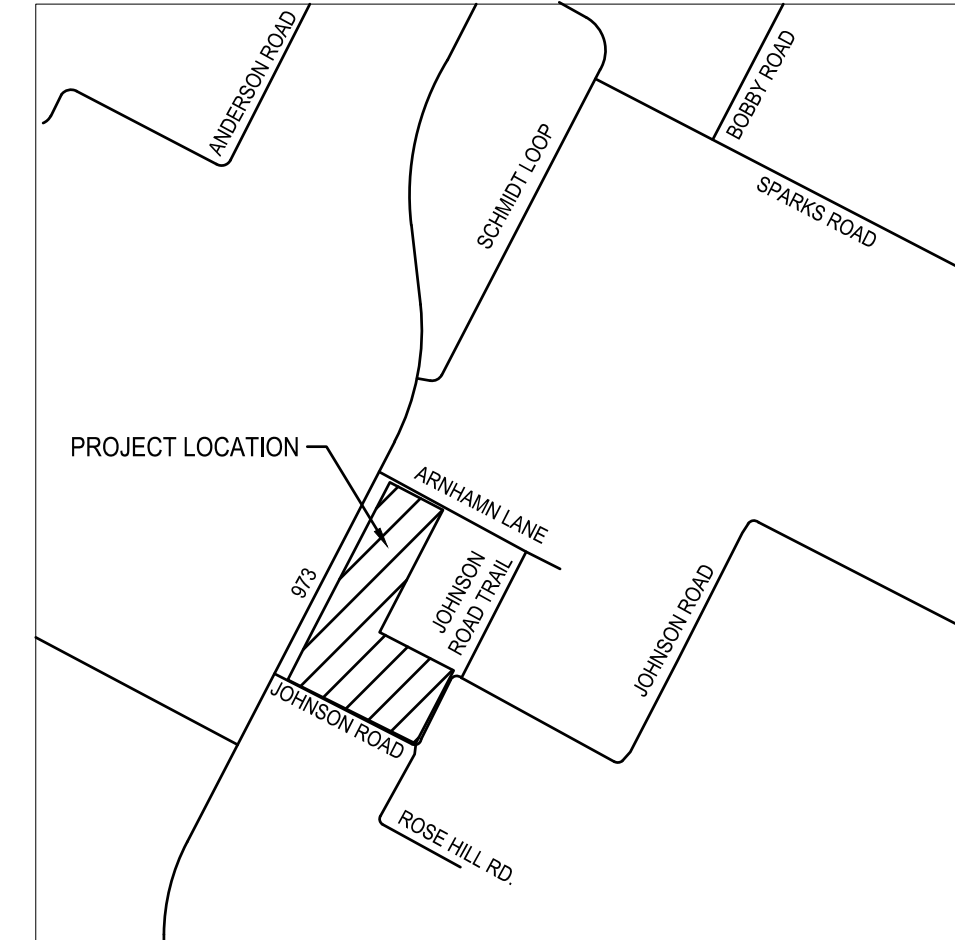 ANDERSON ROAD
BOBBY ROAD
SCHMIDT LOOP
SPARKS ROAD
PROJECT LOCATION
ARNHAMN LANE
973
JOHNSON
ROAD TRAIL
JOHNSON ROAD
JOHNSON ROAD
ROSE HILL RD.